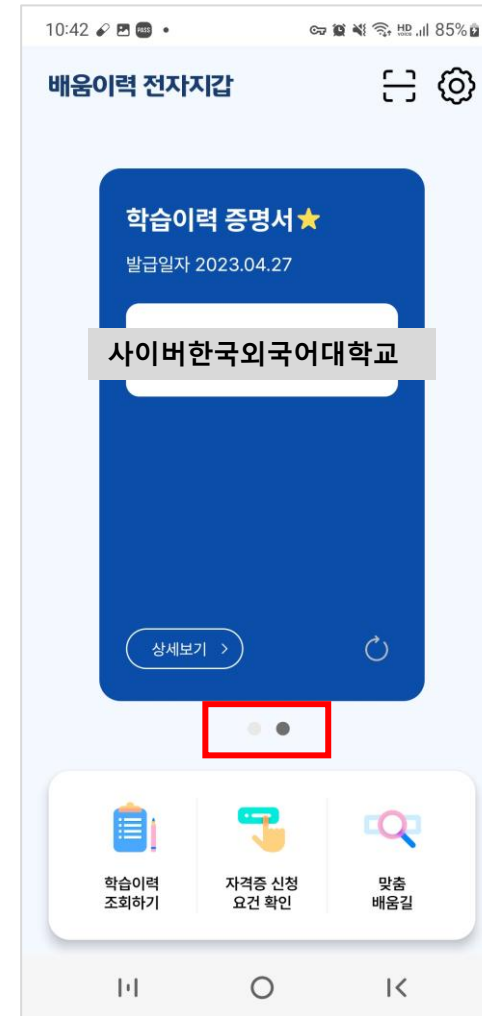 10:42
85%
배움이력 전자지갑
학습이력 증명서
발급일자 2023.04.27
사이버한국외국어대학교
상세보기 >
학습이력
조회하기
자격증 신청
요건 확인
맞춤
배움길